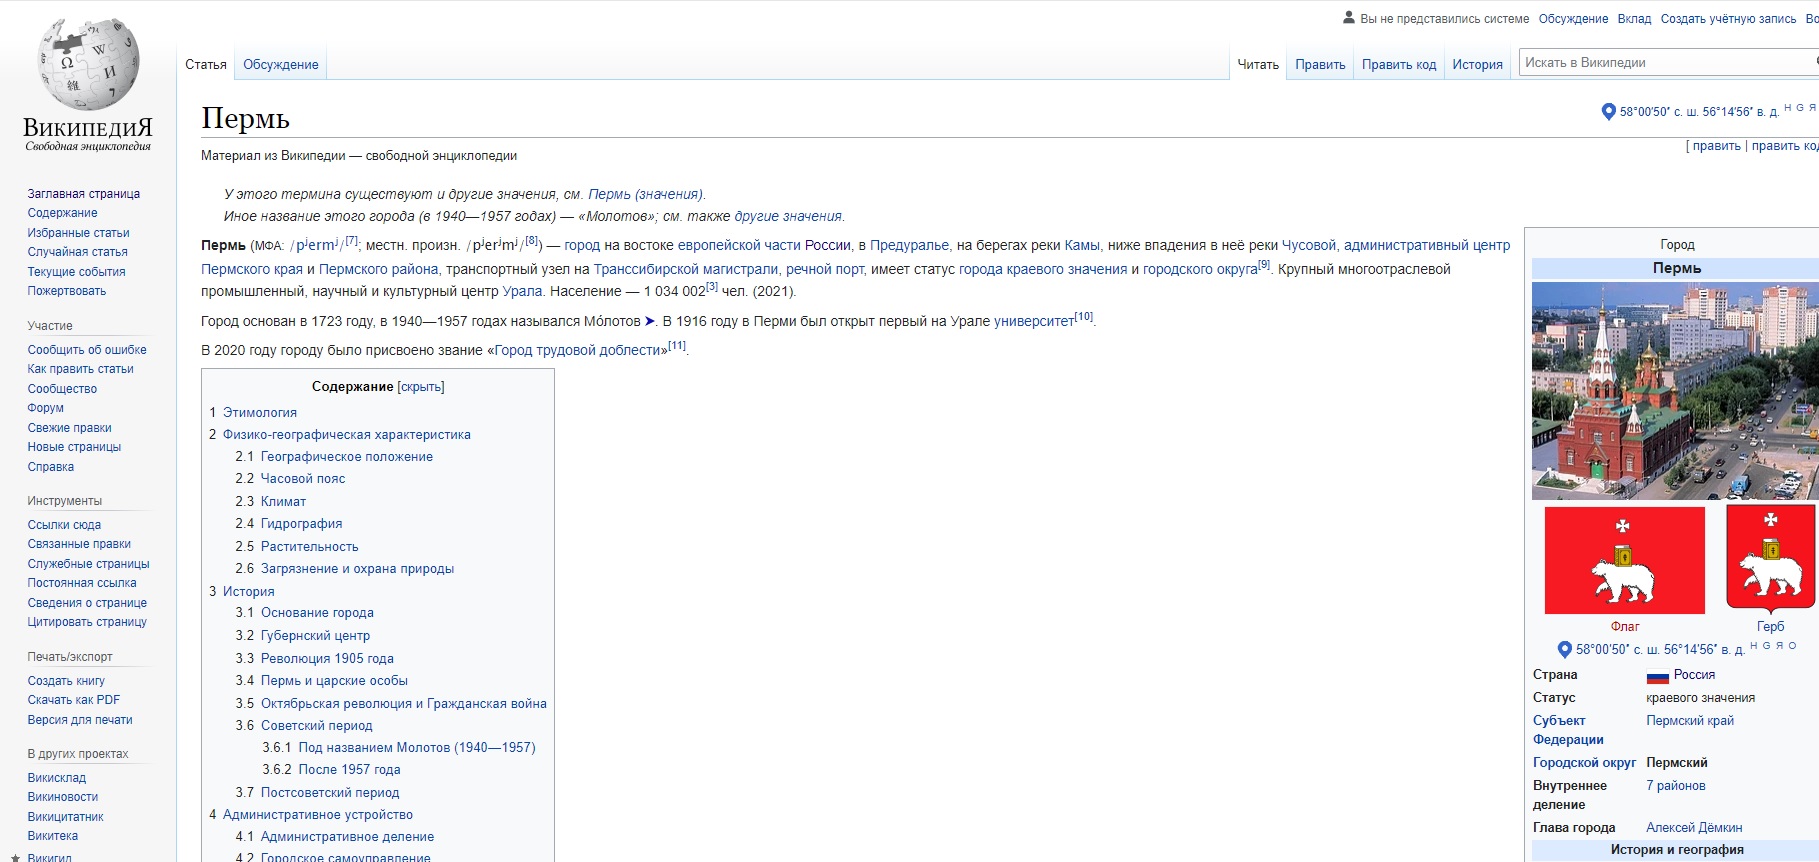 Вы не представились системе Обсуждение Вклад Создать учётную запись
ВИКИПЕДИЯ
Свободная энциклопедия
Статья Обсуждение Читать Править Править код История Искать в Википедии
Пермь
58°00′50″ с. ш. 56°14′56″ в. д. H G Я
[ править | править код
Материал из Википедии — свободной энциклопедии
У этого термина существуют и другие значения, см. Пермь (значения).
Иное название этого города (в 1940—1957 годах) — «Молотов»; см. также другие значения.
Пермь (МФА: /pʲermʲ/[7]; местн. произн. /pʲerʲmʲ/[8]) — город на востоке европейской части России, в Предуралье, на берегах реки Камы, ниже впадения в неё реки Чусовой, административный центр
Пермского края и Пермского района, транспортный узел на Транссибирской магистрали, речной порт, имеет статус города краевого значения и городского округа[9]. Крупный многоотраслевой
промышленный, научный и культурный центр Урала. Население — 1 034 002[3] чел. (2021).
Город основан в 1723 году, в 1940—1957 годах назывался Мо́лотов ➤. В 1916 году в Перми был открыт первый на Урале университет[10].
В 2020 году городу было присвоено звание «Город трудовой доблести»[11].
Содержание [скрыть]
1 Этимология
2 Физико-географическая характеристика
2.1 Географическое положение
2.2 Часовой пояс
2.3 Климат
2.4 Гидрография
2.5 Растительность
2.6 Загрязнение и охрана природы
3 История
3.1 Основание города
3.2 Губернский центр
3.3 Революция 1905 года
3.4 Пермь и царские особы
3.5 Октябрьская революция и Гражданская война
3.6 Советский период
3.6.1 Под названием Молотов (1940—1957)
3.6.2 После 1957 года
3.7 Постсоветский период
4 Административное устройство
4.1 Административное деление
4.2 Городское самоуправление
Заглавная страница
Содержание
Избранные статьи
Случайная статья
Текущие события
Пожертвовать
Участие
Сообщить об ошибке
Как править статьи
Сообщество
Форум
Свежие правки
Новые страницы
Справка
Инструменты
Ссылки сюда
Связанные правки
Служебные страницы
Постоянная ссылка
Сведения о странице
Цитировать страницу
Печать/экспорт
Создать книгу
Скачать как PDF
Версия для печати
В других проектах
Викисклад
Викиновости
Викицитатник
Викитека
Викигид
Город
Пермь
Флаг Герб
58°00′50″ с. ш. 56°14′56″ в. д. H G Я O
Страна Россия
Статус краевого значения
Субъект Пермский край
Федерации
Городской округ Пермский
Внутреннее 7 районов
деление
Глава города Алексей Дёмкин
История и география